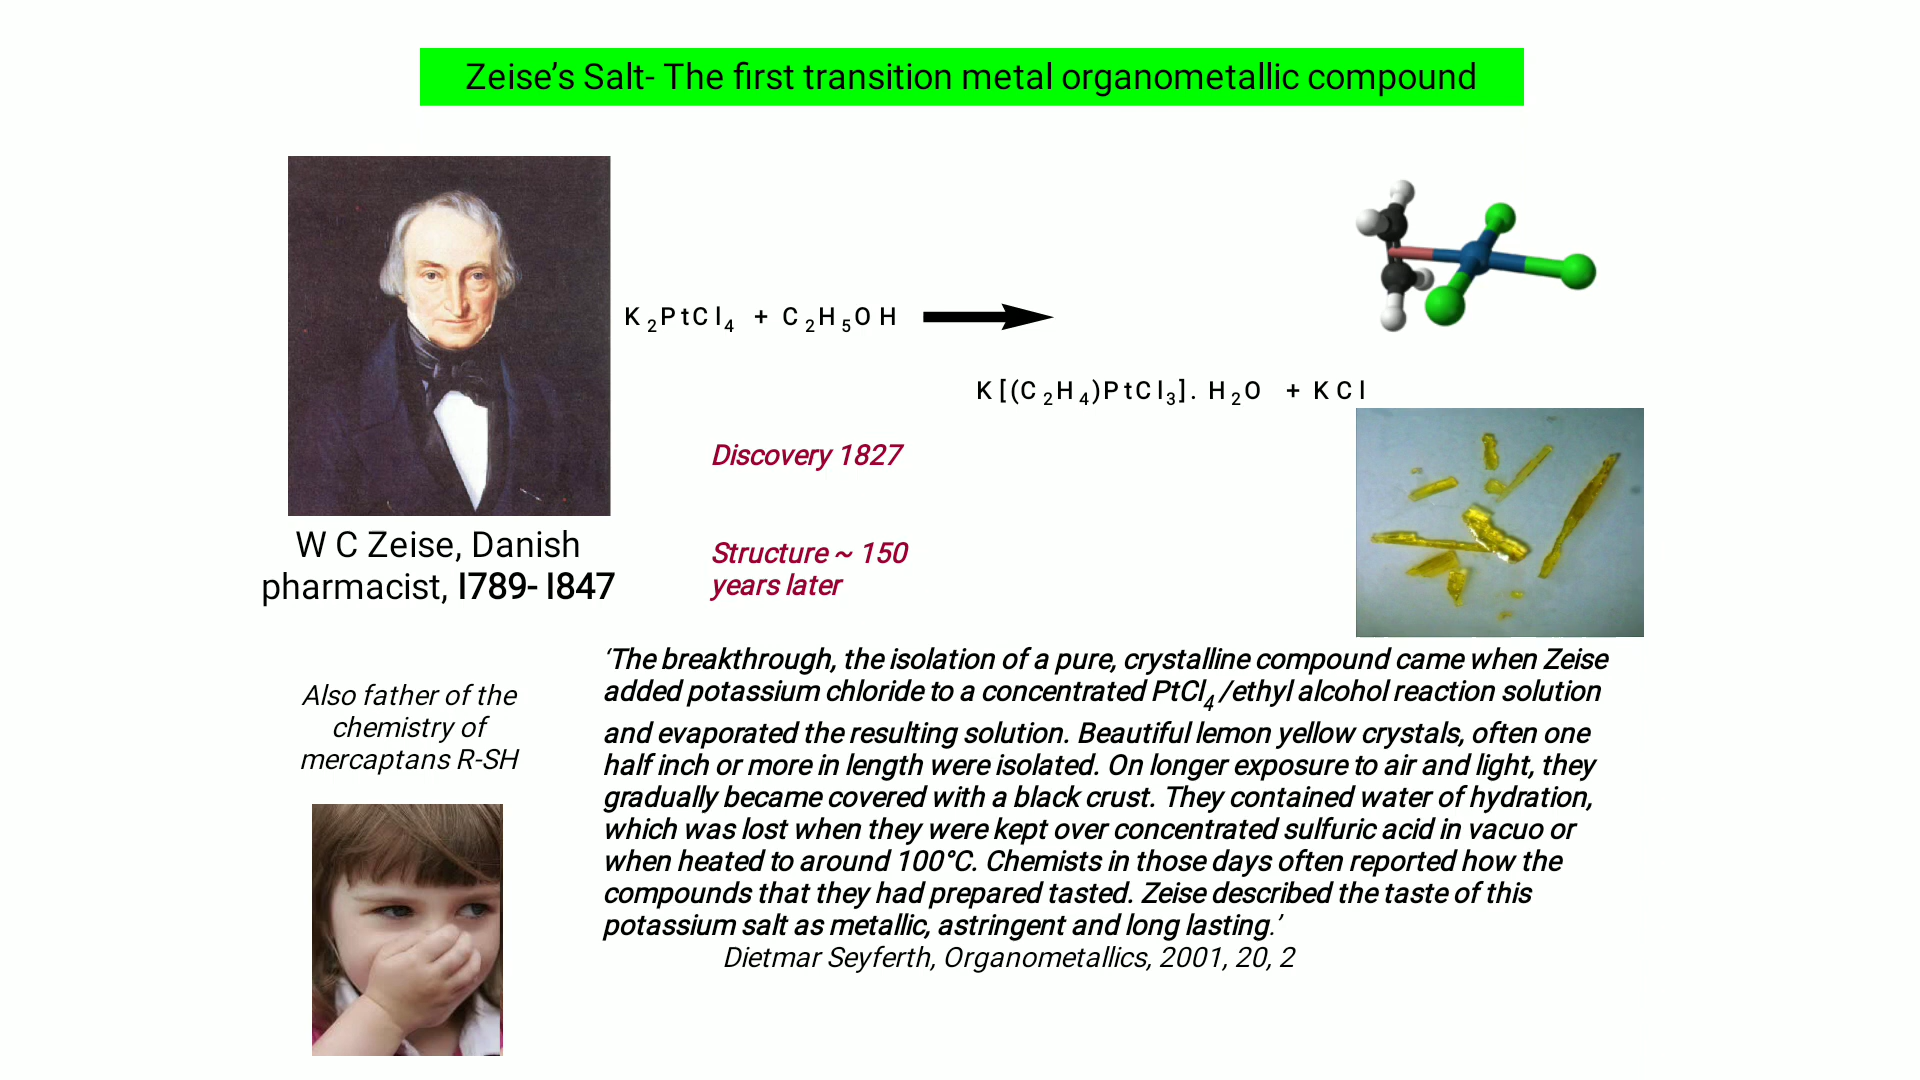 Zeise’s Salt- The first transition metal organometallic compound
K2PtCl4 + C2H5OH
K[(C2H4)PtCl3]. H2O + KCl
Discovery 1827
Structure ~ 150
years later
W C Zeise, Danish
pharmacist, I789- I847
Also father of the
chemistry of
mercaptans R-SH
‘The breakthrough, the isolation of a pure, crystalline compound came when Zeise
added potassium chloride to a concentrated PtCl4 /ethyl alcohol reaction solution
and evaporated the resulting solution. Beautiful lemon yellow crystals, often one
half inch or more in length were isolated. On longer exposure to air and light, they
gradually became covered with a black crust. They contained water of hydration,
which was lost when they were kept over concentrated sulfuric acid in vacuo or
when heated to around 100°C. Chemists in those days often reported how the
compounds that they had prepared tasted. Zeise described the taste of this
potassium salt as metallic, astringent and long lasting.’
Dietmar Seyferth, Organometallics, 2001, 20, 2